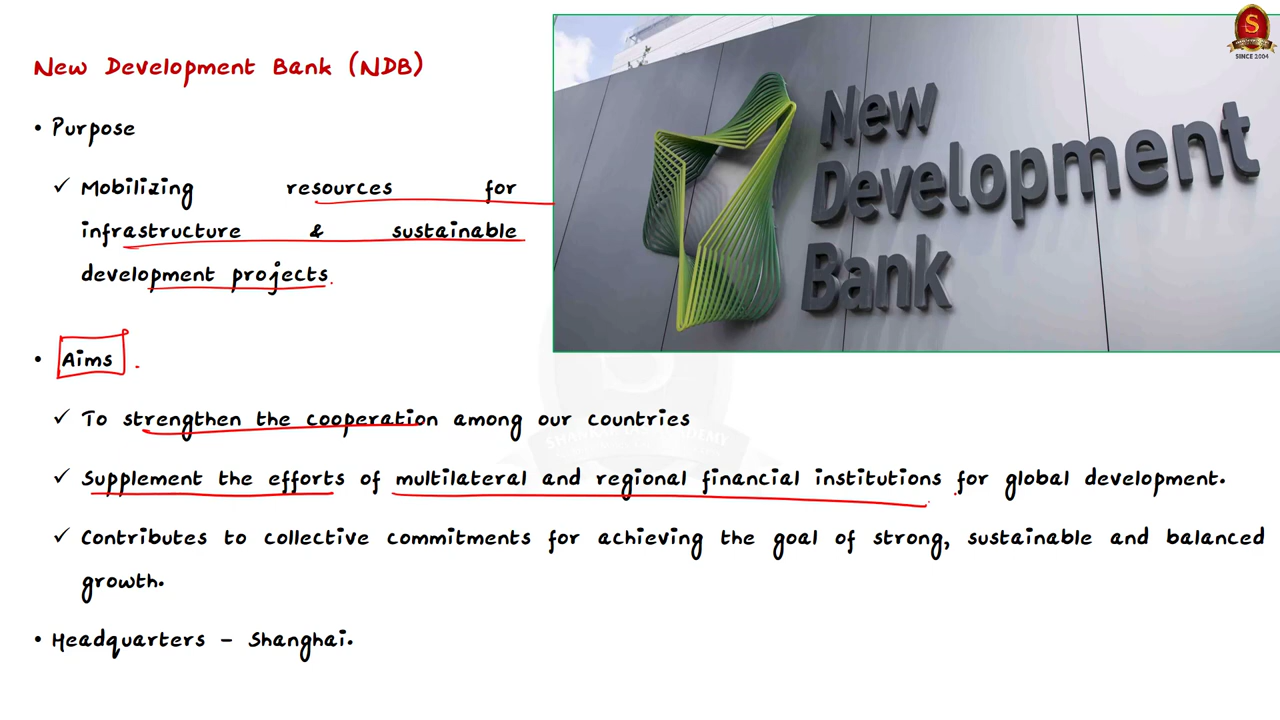 New Development Bank (NDB)
• Purpose
✓ Mobilizing resources for
infrastructure & sustainable
development projects.
• Aims
✓ To strengthen the cooperation among our countries
✓ Supplement the efforts of multilateral and regional financial institutions for global development.
✓ Contributes to collective commitments for achieving the goal of strong, sustainable and balanced
growth.
• Headquarters – Shanghai.
New
Development
Bank
S
SINCE 2004